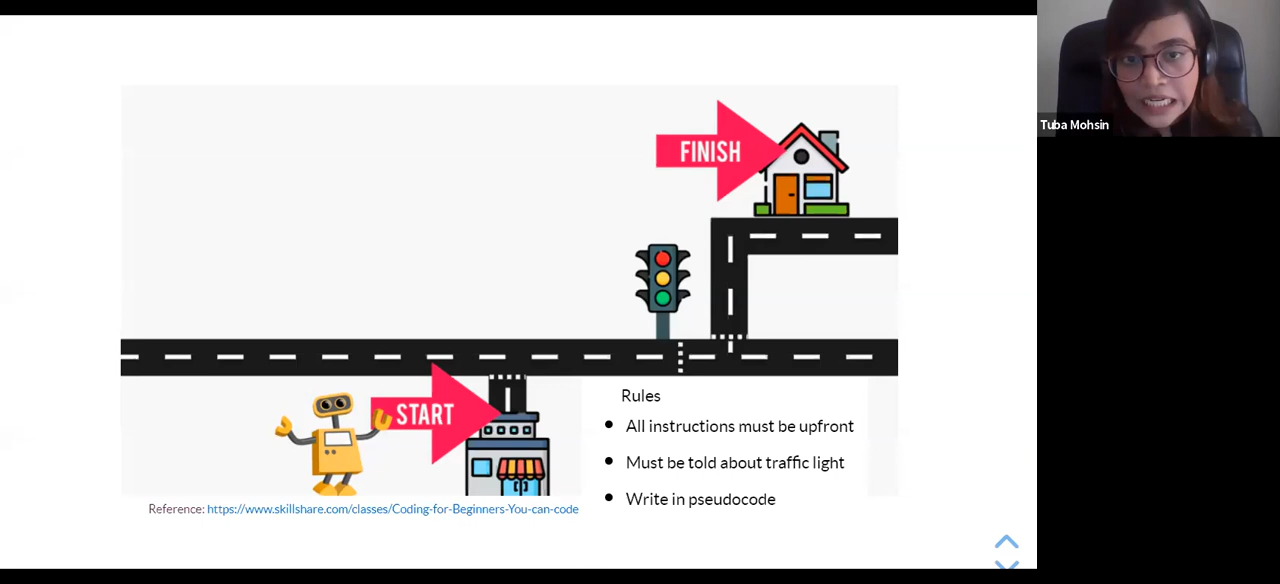 Tuba Mohsin
FINISH
START
Rules
All instructions must be upfront
Must be told about traffic light
Write in pseudocode
Reference: https://www.skillshare.com/classes/Coding-for-Beginners-You-can-code